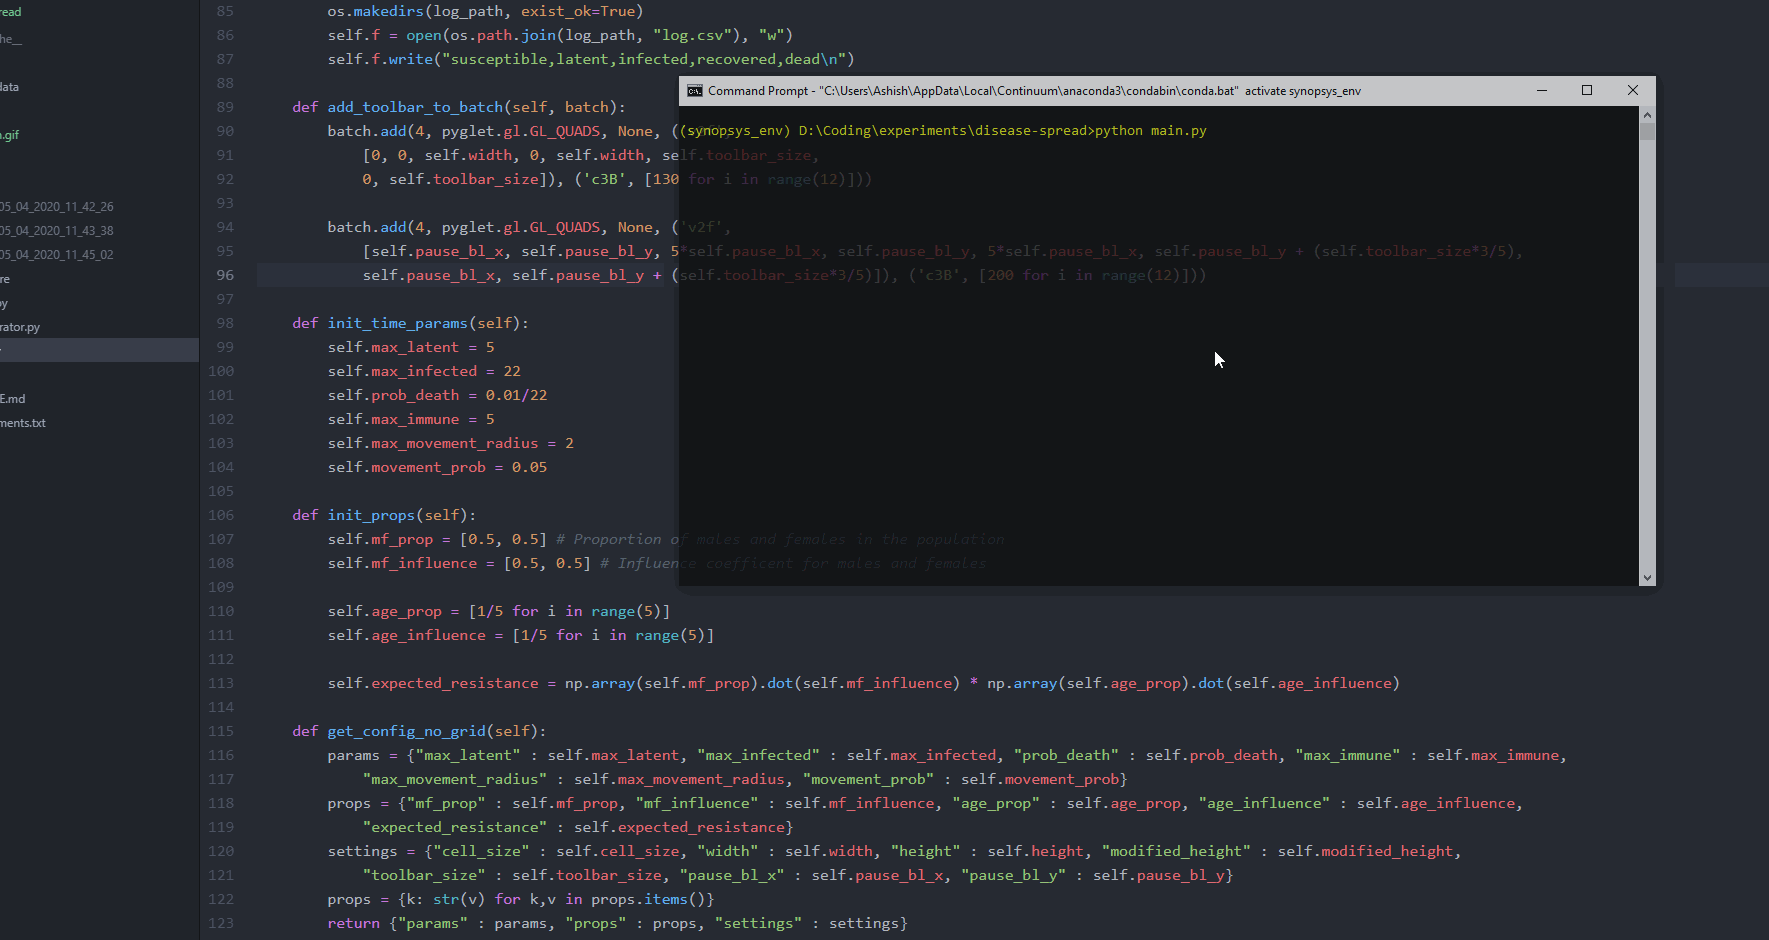 read
he__
data
n.gif
05_04_2020_11_42_26
05_04_2020_11_43_38
05_04_2020_11_45_02
re
py
rator.py
E.md
ments.txt
85 os.makedirs(log_path, exist_ok=True)
86 self.f = open(os.path.join(log_path, "log.csv"), "w")
87 self.f.write("susceptible,latent,infected,recovered,dead\n")
88
89 def add_toolbar_to_batch(self, batch):
90 batch.add(4, pyglet.gl.GL_QUADS, None, ('v2f',
91 [0, 0, self.width, 0, self.width, self.toolbar_size,
92 0, self.toolbar_size]), ('c3B', [130 for i in range(12)]))
93
94 batch.add(4, pyglet.gl.GL_QUADS, None, ('v2f',
95 [self.pause_bl_x, self.pause_bl_y, 5*self.pause_bl_x, self.pause_bl_y, 5*self.pause_bl_x, self.pause_bl_y + (self.toolbar_size*3/5),
96 self.pause_bl_x, self.pause_bl_y + (self.toolbar_size*3/5)]), ('c3B', [200 for i in range(12)]))
97
98 def init_time_params(self):
99 self.max_latent = 5
100 self.max_infected = 22
101 self.prob_death = 0.01/22
102 self.max_immune = 5
103 self.max_movement_radius = 2
104 self.movement_prob = 0.05
105
106 def init_props(self):
107 self.mf_prop = [0.5, 0.5] # Proportion of males and females in the population
108 self.mf_influence = [0.5, 0.5] # Influence coefficent for males and females
109
110 self.age_prop = [1/5 for i in range(5)]
111 self.age_influence = [1/5 for i in range(5)]
112
113 self.expected_resistance = np.array(self.mf_prop).dot(self.mf_influence) * np.array(self.age_prop).dot(self.age_influence)
114
115 def get_config_no_grid(self):
116 params = {"max_latent" : self.max_latent, "max_infected" : self.max_infected, "prob_death" : self.prob_death, "max_immune" : self.max_immune,
117 "max_movement_radius" : self.max_movement_radius, "movement_prob" : self.movement_prob}
118 props = {"mf_prop" : self.mf_prop, "mf_influence" : self.mf_influence, "age_prop" : self.age_prop, "age_influence" : self.age_influence,
119 "expected_resistance" : self.expected_resistance}
120 settings = {"cell_size" : self.cell_size, "width" : self.width, "height" : self.height, "modified_height" : self.modified_height,
121 "toolbar_size" : self.toolbar_size, "pause_bl_x" : self.pause_bl_x, "pause_bl_y" : self.pause_bl_y}
122 props = {k: str(v) for k,v in props.items()}
123 return {"params" : params, "props" : props, "settings" : settings}
Command Prompt - "C:\Users\Ashish\AppData\Local\Continuum\anaconda3\condabin\conda.bat" activate synopsys_env
(synopsys_env) D:\Coding\experiments\disease-spread>python main.py